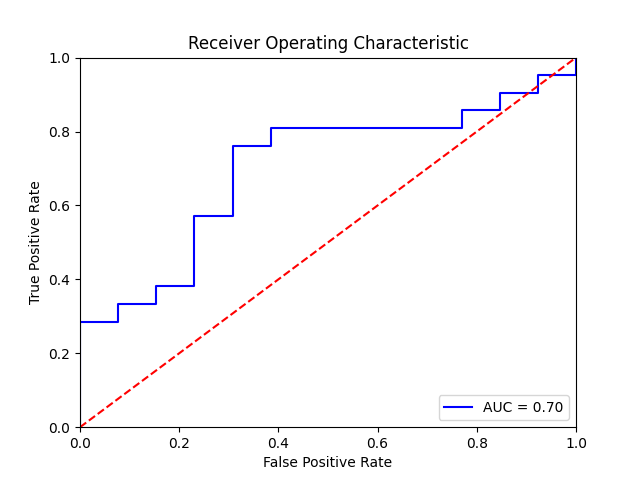 Receiver Operating Characteristic
True Positive Rate
1.0
0.8
0.6
0.4
0.2
0.0
AUC = 0.70
0.0 0.2 0.4 0.6 0.8 1.0
False Positive Rate